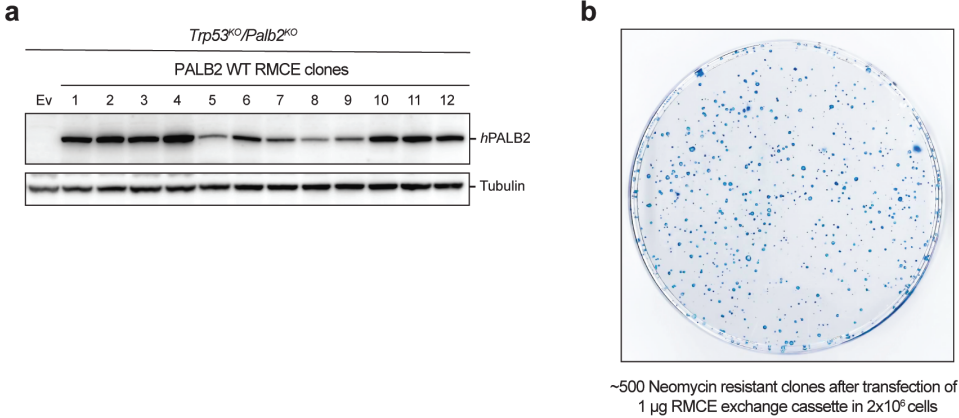 a
Trp53ᴷᴼ/Palb2ᴷᴼ
PALB2 WT RMCE clones
Ev 1 2 3 4 5 6 7 8 9 10 11 12
hPALB2
Tubulin
b
~500 Neomycin resistant clones after transfection of
1 µg RMCE exchange cassette in 2x10⁶ cells